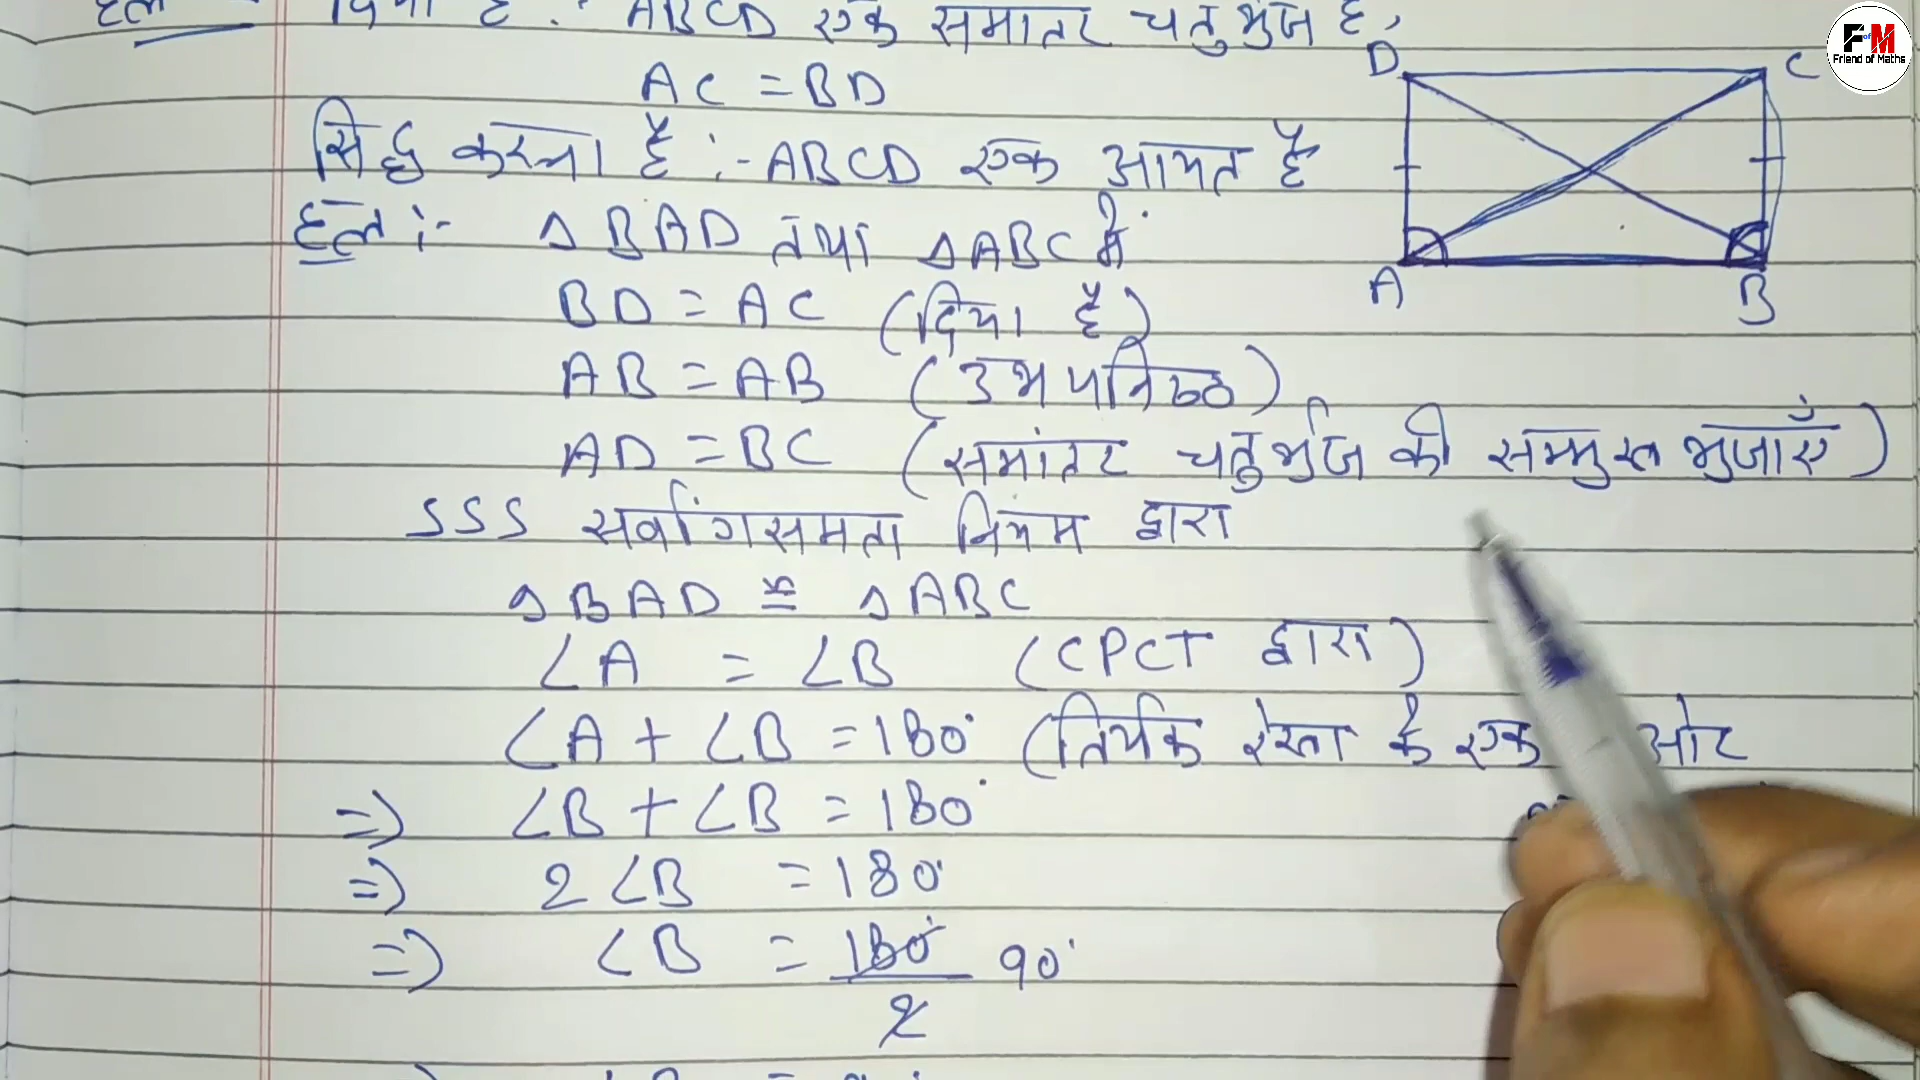 हल दिया है :- ABCD एक समांतर चतुर्भुज है,
AC = BD
सिद्ध करना है :- ABCD एक आयत है
हल :- △BAD तथा △ABC में
BD = AC (दिया है)
AB = AB (उभयनिष्ठ)
AD = BC (समांतर चतुर्भुज की सम्मुख भुजाएँ)
SSS सर्वांगसमता नियम द्वारा
△BAD ≅ △ABC
∠A = ∠B (CPCT द्वारा)
∠A + ∠B = 180° (तिर्यक रेखा के एक ओर
=> ∠B + ∠B = 180°
=> 2∠B = 180°
=> ∠B = 180°/2 90°
D C
A B
FofM
Friend of Maths